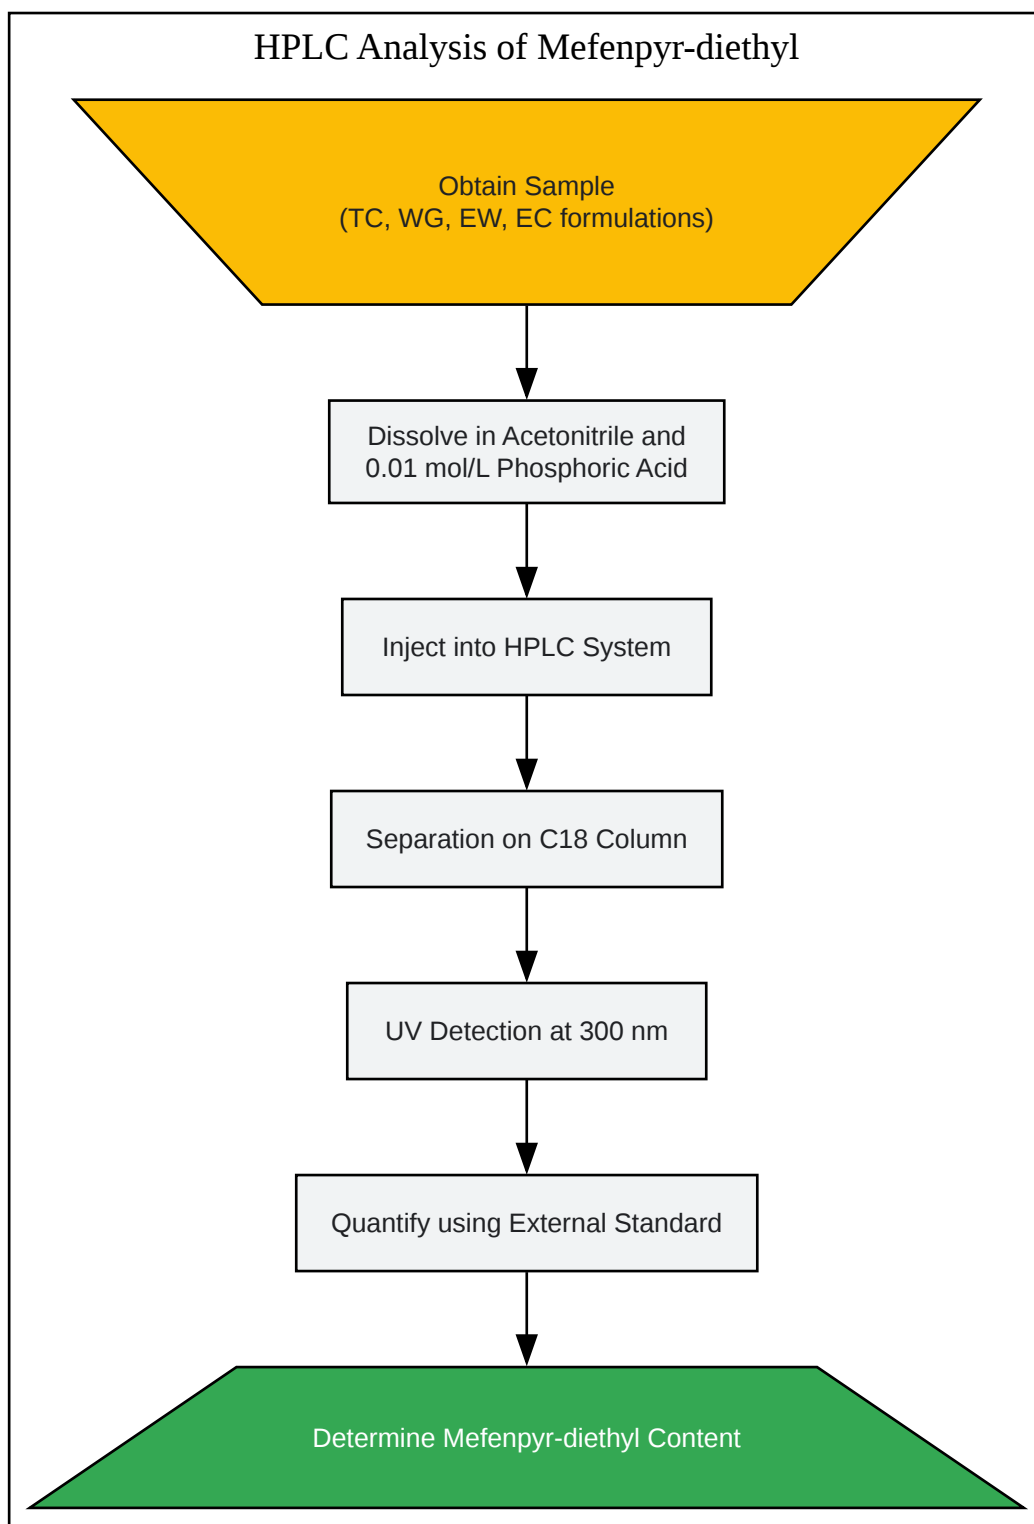 HPLC Analysis of Mefenpyr-diethyl
Obtain Sample
(TC, WG, EW, EC formulations)
Dissolve in Acetonitrile and
0.01 mol/L Phosphoric Acid
Inject into HPLC System
Separation on C18 Column
UV Detection at 300 nm
Quantify using External Standard
Determine Mefenpyr-diethyl Content